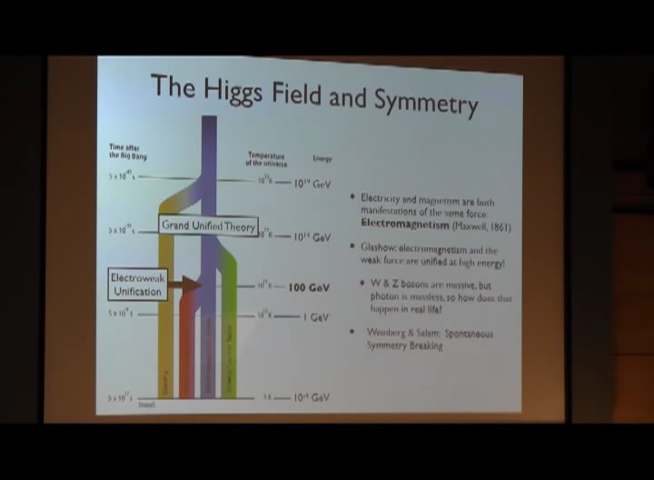 The Higgs Field and Symmetry
Time after
the Big Bang
Temperature
of the universe
Energy
10¹⁹ GeV
Grand Unified Theory
10¹⁴ GeV
Electroweak
Unification
100 GeV
1 GeV
10⁻⁴ GeV
• Electricity and magnetism are both
manifestations of the same force:
Electromagnetism (Maxwell, 1861)
• Glashow: electromagnetism and the
weak force are unified at high energy!
• W & Z bosons are massive, but
photon is massless, so how does that
happen in real life?
• Weinberg & Salam: Spontaneous
Symmetry Breaking